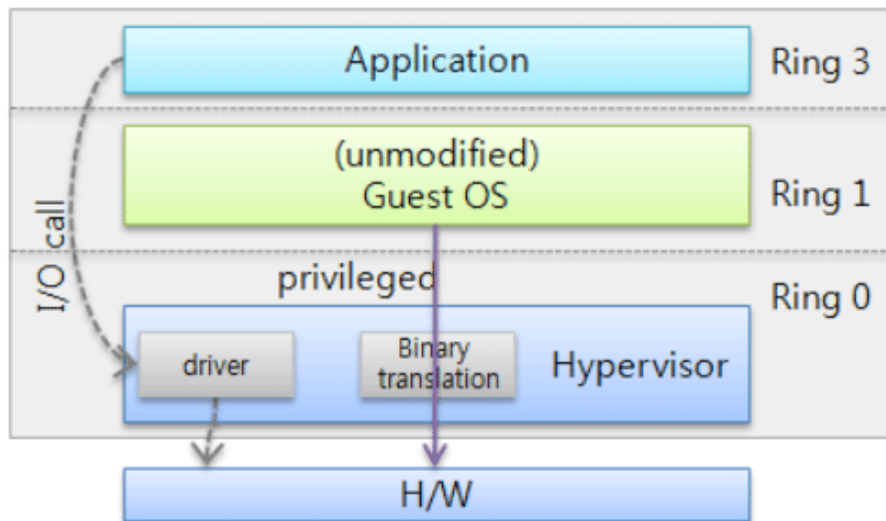 Application
Ring 3
(unmodified)
Guest OS
Ring 1
I/O call
privileged
Ring 0
driver
Binary
translation
Hypervisor
H/W